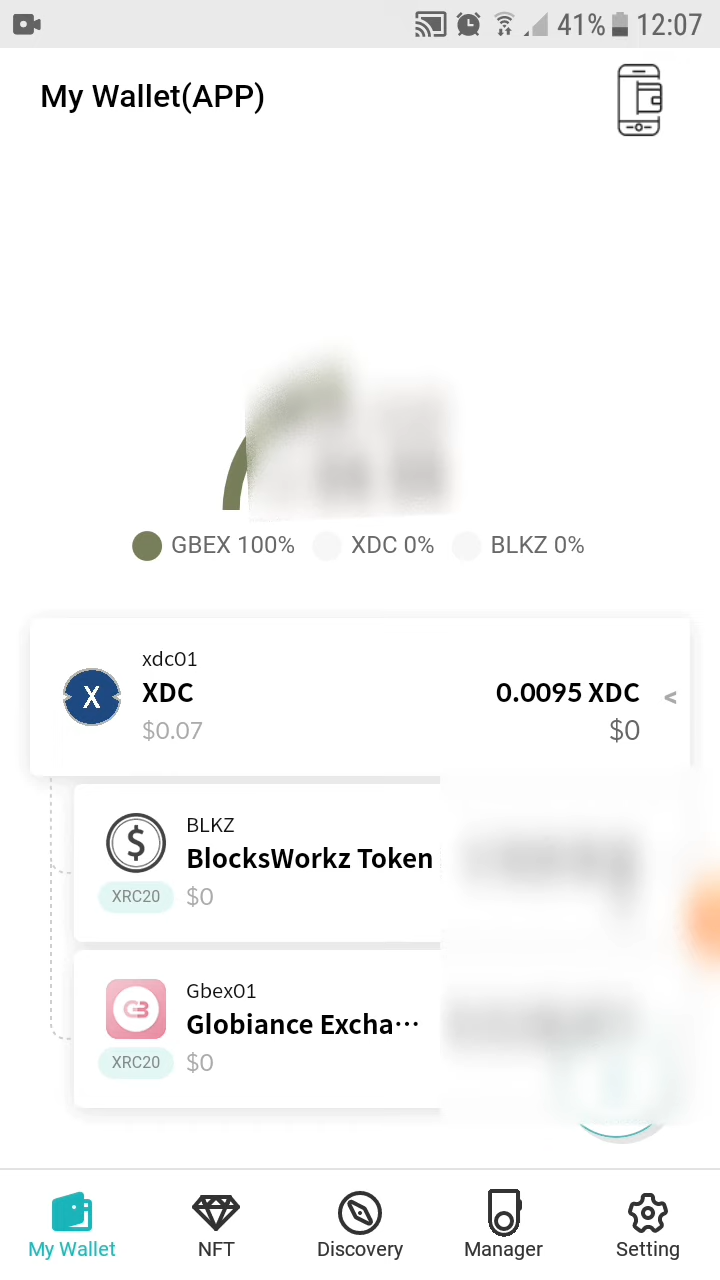 41% 12:07
My Wallet(APP)
GBEX 100% XDC 0% BLKZ 0%
xdc01
X
XDC 0.0095 XDC <
$0.07 $0
BLKZ
$
BlocksWorkz Token
XRC20 $0
Gbex01
GB
Globiance Excha···
XRC20 $0
My Wallet NFT Discovery Manager Setting